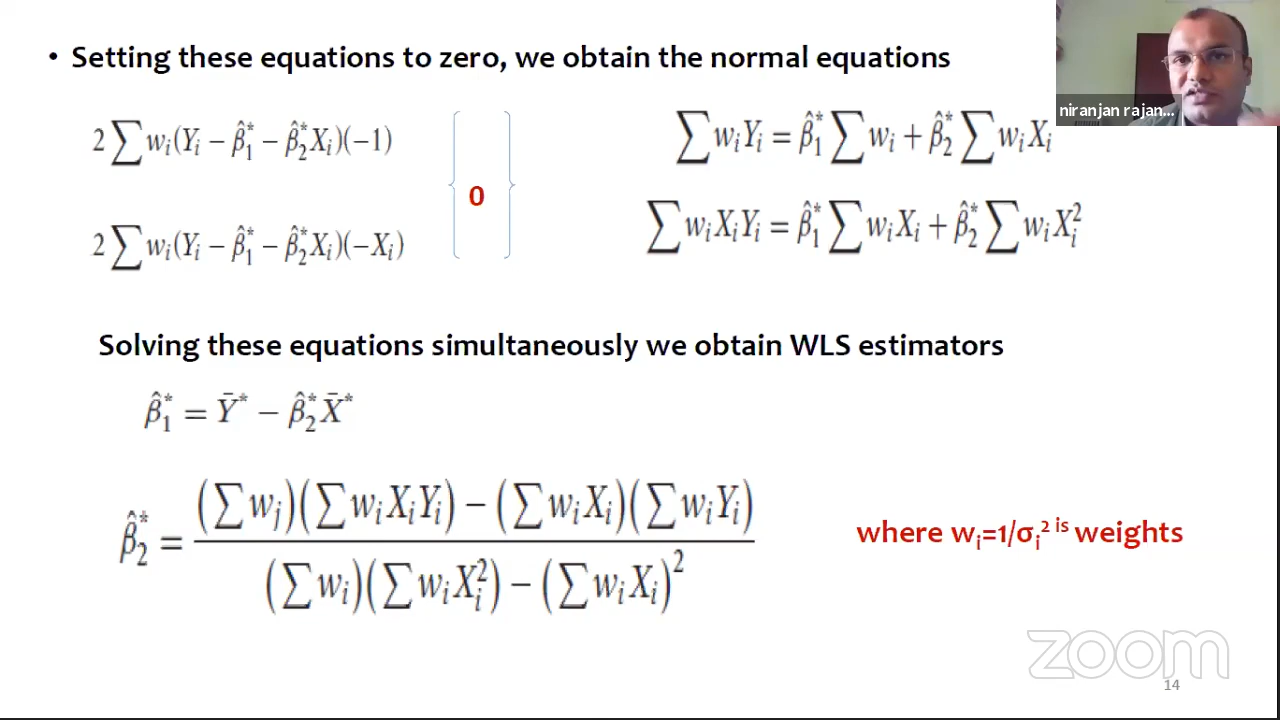 • Setting these equations to zero, we obtain the normal equations
niranjan rajan...
2∑wᵢ(Yᵢ − β̂₁* − β̂₂*Xᵢ)(−1)
2∑wᵢ(Yᵢ − β̂₁* − β̂₂*Xᵢ)(−Xᵢ)
{ 0 }
∑wᵢYᵢ = β̂₁*∑wᵢ + β̂₂*∑wᵢXᵢ
∑wᵢXᵢYᵢ = β̂₁*∑wᵢXᵢ + β̂₂*∑wᵢXᵢ²
Solving these equations simultaneously we obtain WLS estimators
β̂₁* = Ȳ* − β̂₂*X̄*
β̂₂* = (∑wⱼ)(∑wᵢXᵢYᵢ) − (∑wᵢXᵢ)(∑wᵢYᵢ)
(∑wᵢ)(∑wᵢXᵢ²) − (∑wᵢXᵢ)²
where wᵢ=1/σᵢ² is weights
zoom
14